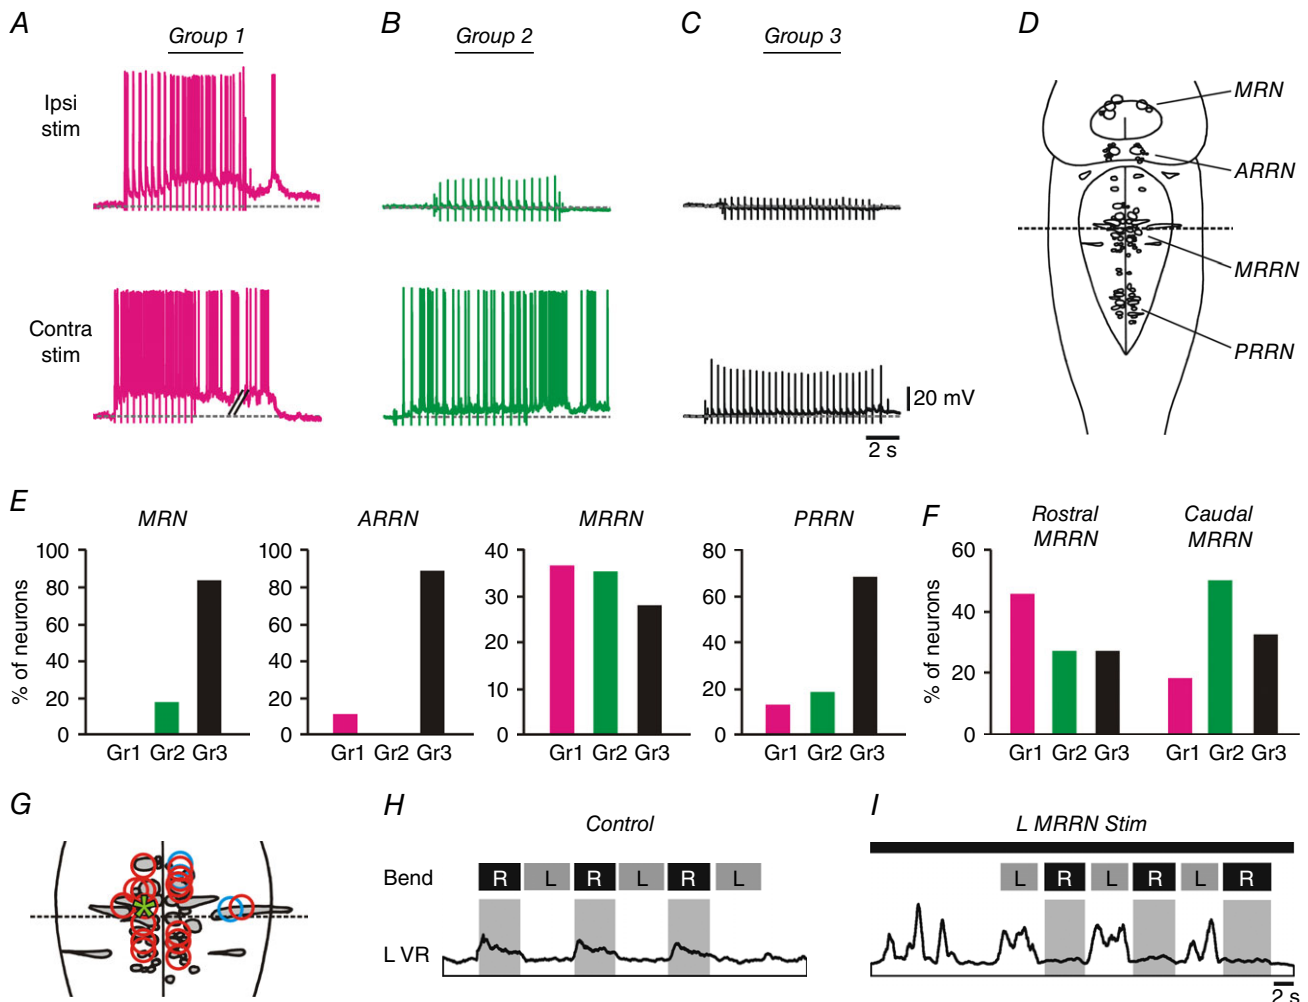 A Group 1
B Group 2
C Group 3
D
Ipsi stim
Contra stim
20 mV
2 s
MRN
ARRN
MRRN
PRRN
E
% of neurons
MRN
100
80
60
40
20
0
Gr1 Gr2 Gr3
ARRN
100
80
60
40
20
0
Gr1 Gr2 Gr3
MRRN
40
30
20
10
0
Gr1 Gr2 Gr3
PRRN
80
60
40
20
0
Gr1 Gr2 Gr3
F
% of neurons
Rostral MRRN
Caudal MRRN
60
40
20
0
Gr1 Gr2 Gr3 Gr1 Gr2 Gr3
G
H
Control
Bend R L R L R L
L VR
I
L MRRN Stim
L R L R L R
2 s